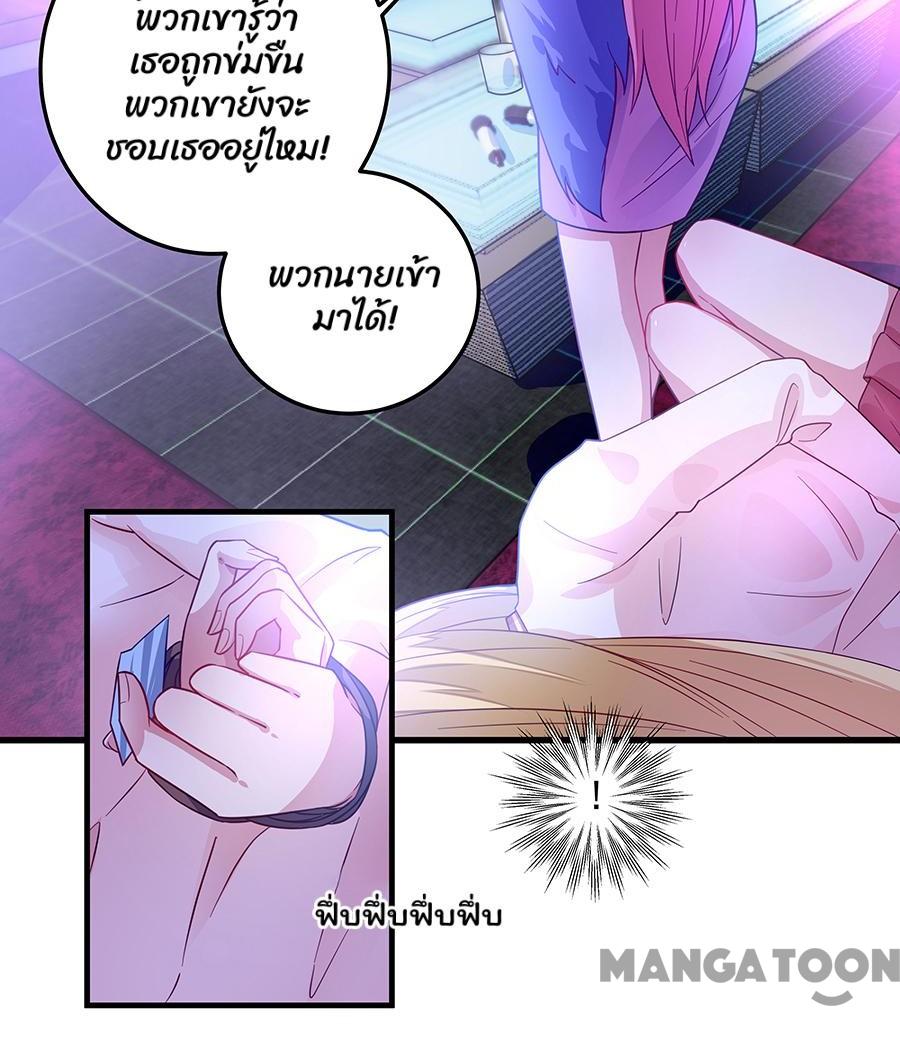 พวกเขารู้ว่า
เธอถูกข่มขืน
พวกเขายังจะ
ชอบเธออยู่ไหม!
พวกนายเข้า
มาได้!
!
ฟึ่บฟึ่บฟึ่บฟึ่บ
MANGATOON